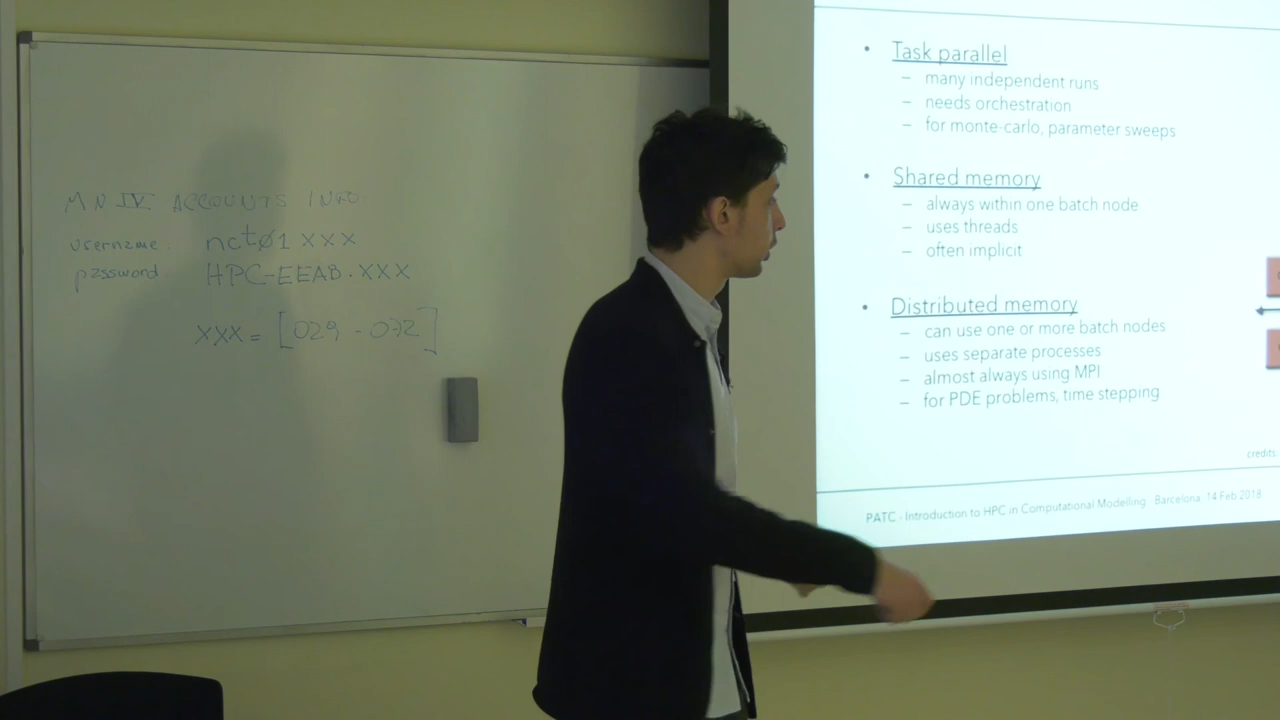 MN IV ACCOUNTS INFO
username: nctø1XXX
password: HPC-EEAB.XXX
XXX = [029 - 072]
• Task parallel
– many independent runs
– needs orchestration
– for monte-carlo, parameter sweeps
• Shared memory
– always within one batch node
– uses threads
– often implicit
• Distributed memory
– can use one or more batch nodes
– uses separate processes
– almost always using MPI
– for PDE problems, time stepping
credits
PATC - Introduction to HPC in Computational Modelling Barcelona 14 Feb 2018